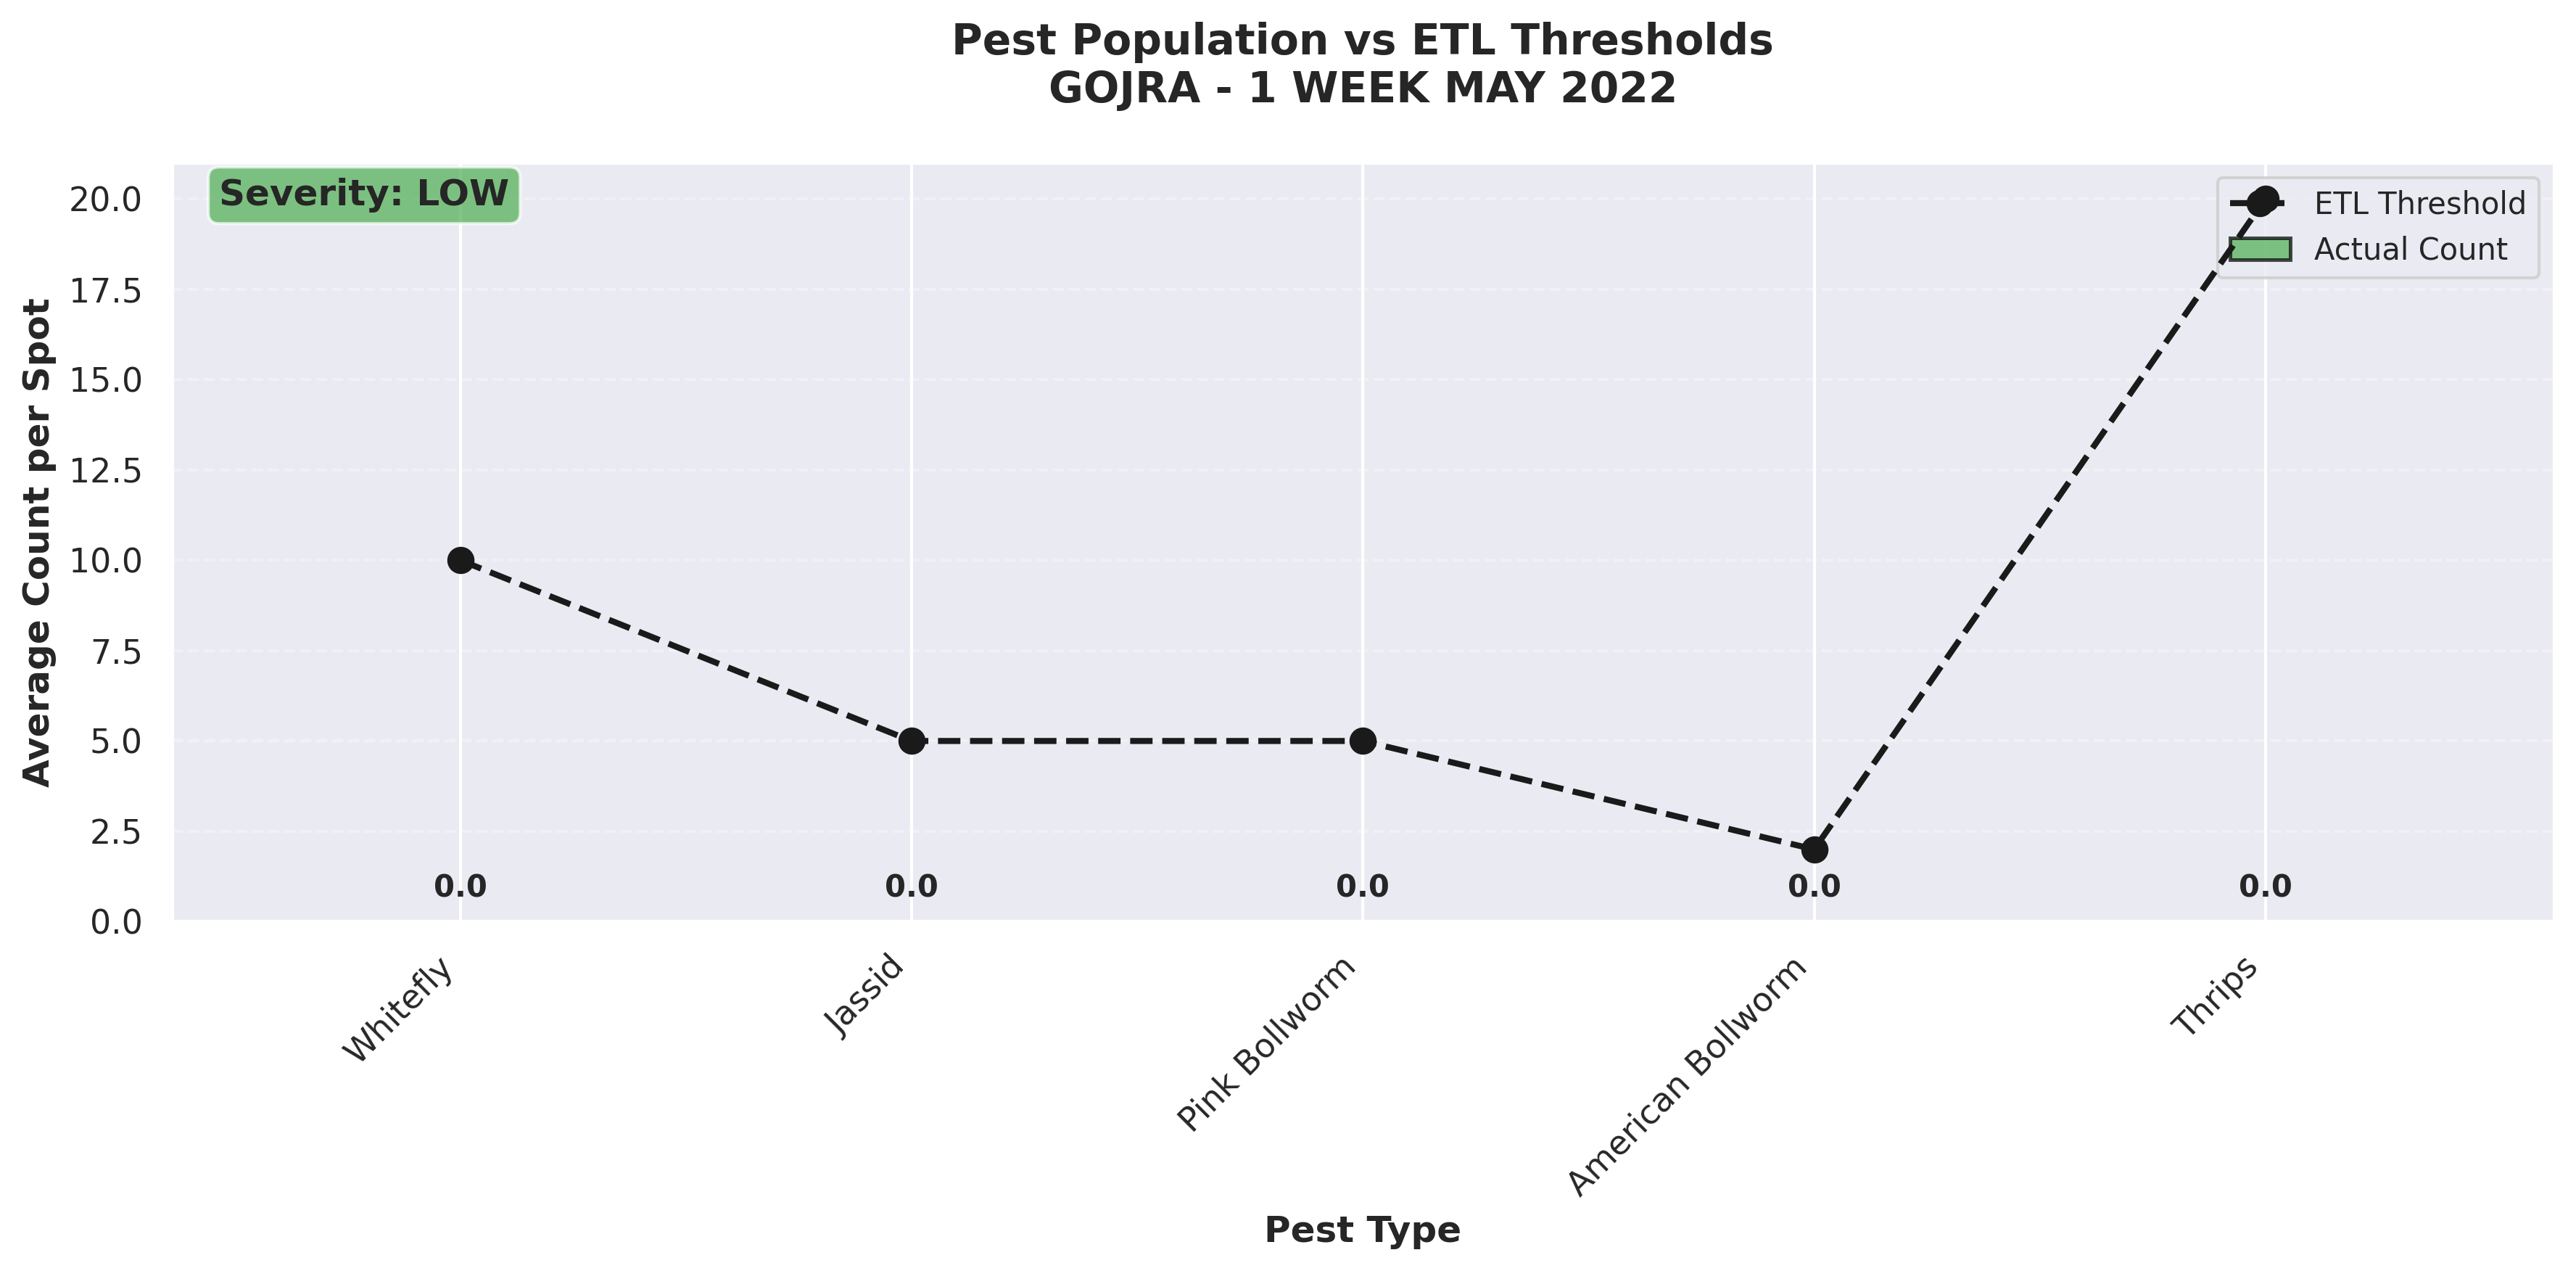 Pest Population vs ETL Thresholds
GOJRA - 1 WEEK MAY 2022
Severity: LOW
ETL Threshold
Actual Count
Average Count per Spot
20.0
17.5
15.0
12.5
10.0
7.5
5.0
2.5
0.0
0.0 0.0 0.0 0.0 0.0
Whitefly
Jassid
Pink Bollworm
American Bollworm
Thrips
Pest Type